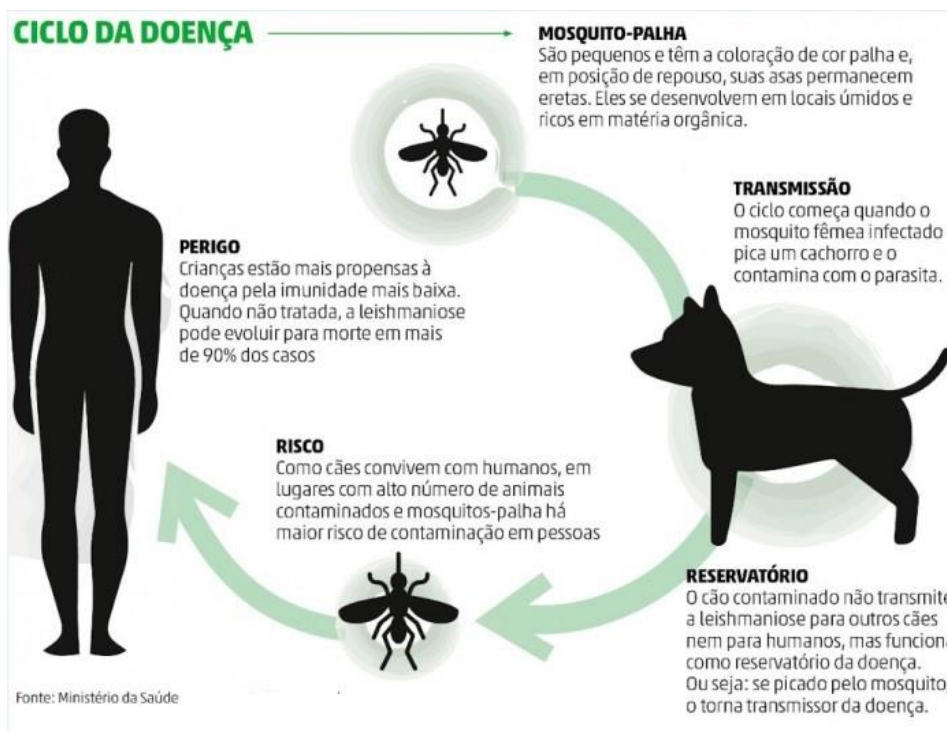 CICLO DA DOENÇA
MOSQUITO-PALHA
São pequenos e têm a coloração de cor palha e,
em posição de repouso, suas asas permanecem
eretas. Eles se desenvolvem em locais úmidos e
ricos em matéria orgânica.
TRANSMISSÃO
O ciclo começa quando o
mosquito fêmea infectado
pica um cachorro e o
contamina com o parasita.
PERIGO
Crianças estão mais propensas à
doença pela imunidade mais baixa.
Quando não tratada, a leishmaniose
pode evoluir para morte em mais
de 90% dos casos
RISCO
Como cães convivem com humanos, em
lugares com alto número de animais
contaminados e mosquitos-palha há
maior risco de contaminação em pessoas
RESERVATÓRIO
O cão contaminado não transmite
a leishmaniose para outros cães
nem para humanos, mas funciona
como reservatório da doença.
Ou seja: se picado pelo mosquito
o torna transmissor da doença.
Fonte: Ministério da Saúde